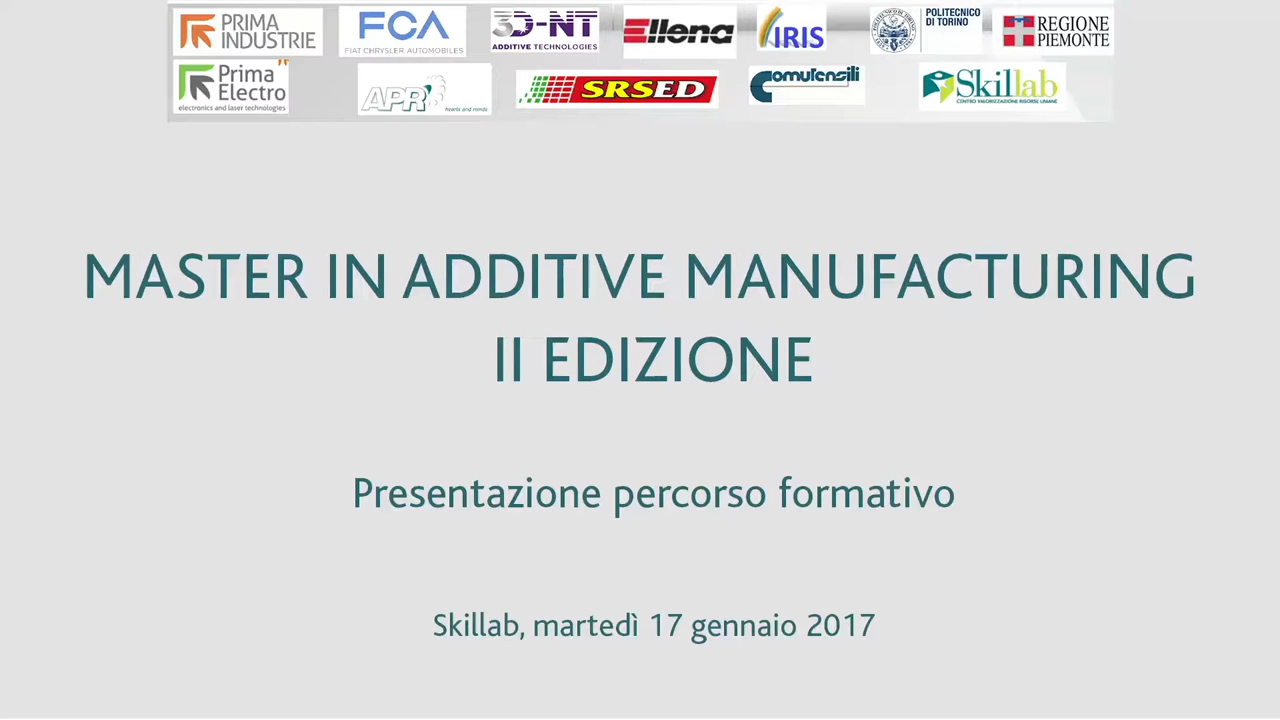 PRIMA INDUSTRIE
FCA
FIAT CHRYSLER AUTOMOBILES
3D-NT
ADDITIVE TECHNOLOGIES
Ellena
IRIS
POLITECNICO
DI TORINO
REGIONE
PIEMONTE
Prima
Electro
electronics and laser technologies
APR
hearts and minds
SRSED
Comutensili
Skillab
CENTRO VALORIZZAZIONE RISORSE UMANE
MASTER IN ADDITIVE MANUFACTURING
II EDIZIONE
Presentazione percorso formativo
Skillab, martedì 17 gennaio 2017